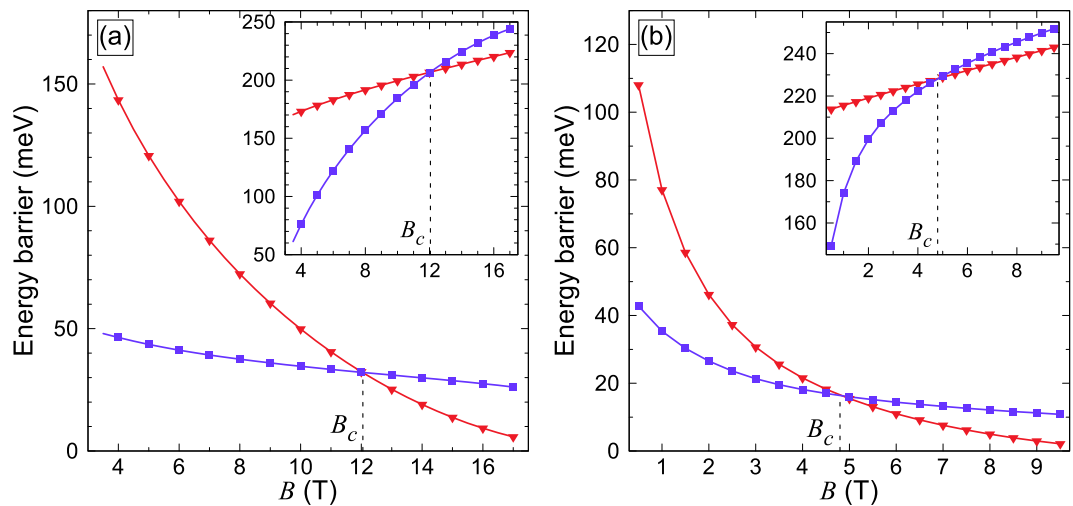 (a)
Energy barrier (meV)
150
100
50
0
4 6 8 10 12 14 16
B (T)
B_c
250
200
150
100
50
4 8 12 16
B_c
(b)
Energy barrier (meV)
120
100
80
60
40
20
0
1 2 3 4 5 6 7 8 9
B (T)
B_c
240
220
200
180
160
2 4 6 8
B_c